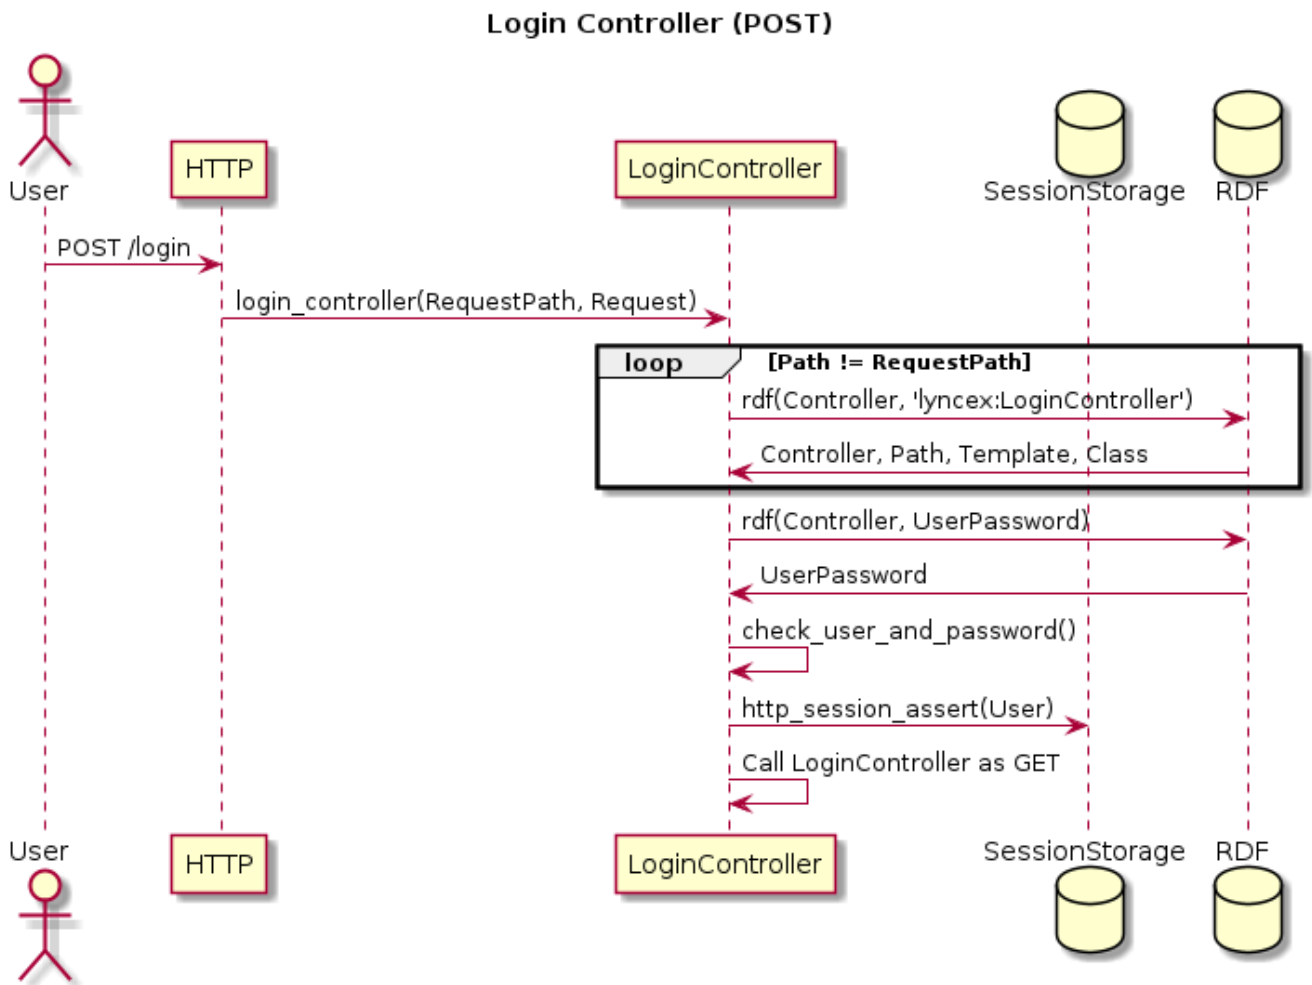 Login Controller (POST)
User
HTTP
LoginController
SessionStorage
RDF
POST /login
login_controller(RequestPath, Request)
loop
[Path != RequestPath]
rdf(Controller, 'lyncex:LoginController')
Controller, Path, Template, Class
rdf(Controller, UserPassword)
UserPassword
check_user_and_password()
http_session_assert(User)
Call LoginController as GET
User
HTTP
LoginController
SessionStorage
RDF